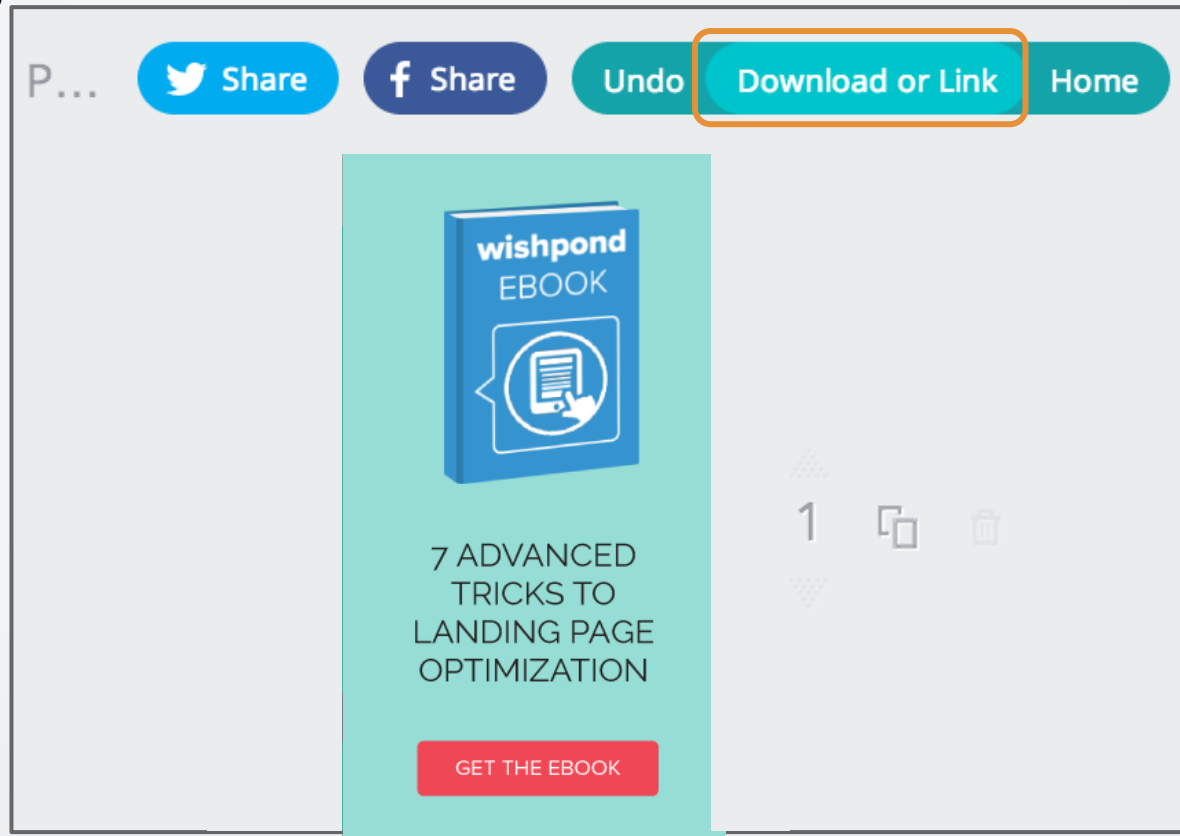 P...
Share
Share
Undo
Download or Link
Home
wishpond
EBOOK
7 ADVANCED
TRICKS TO
LANDING PAGE
OPTIMIZATION
GET THE EBOOK
1